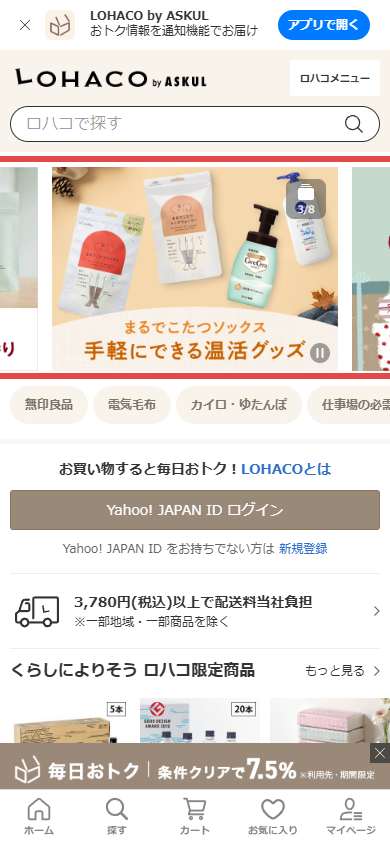 LOHACO by ASKUL
おトク情報を通知機能でお届け
アプリで開く
LOHACO by ASKUL
ロハコメニュー
ロハコで探す
3/8
まるでこたつソックス
手軽にできる温活グッズ
無印良品
電気毛布
カイロ・ゆたんぽ
仕事場の必需
お買い物すると毎日おトク！LOHACOとは
Yahoo! JAPAN ID ログイン
Yahoo! JAPAN ID をお持ちでない方は 新規登録
3,780円(税込)以上で配送料当社負担
※一部地域・一部商品を除く
くらしによりそう ロハコ限定商品
もっと見る
5本
GOOD DESIGN
AWARD 2018
20本
毎日おトク 条件クリアで7.5% ※利用先・期間限定
ホーム
探す
カート
お気に入り
マイページ